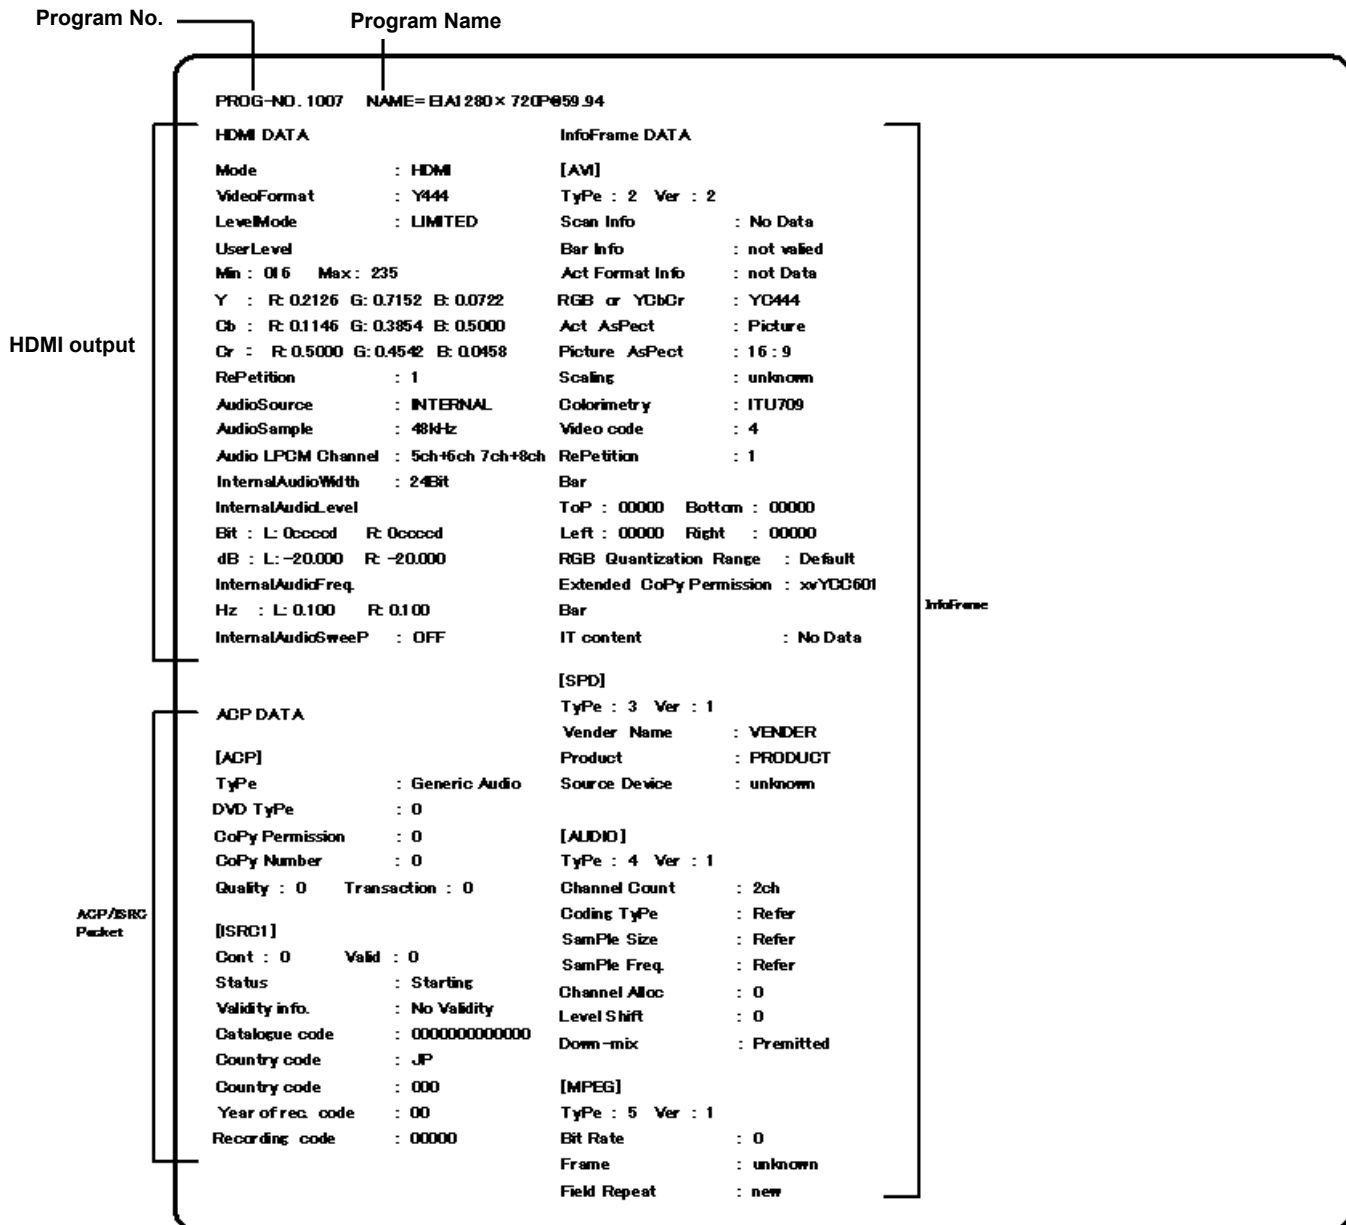 Program No.
Program Name
PROG-NO. 1007 NAME= EIA1280×720P@59.94
HDMI output
HDMI DATA
Mode : HDMI
VideoFormat : Y444
LevelMode : LIMITED
UserLevel
Min : 016 Max : 235
Y : R: 0.2126 G: 0.7152 B: 0.0722
Cb : R: 0.1146 G: 0.3854 B: 0.5000
Cr : R: 0.5000 G: 0.4542 B: 0.0458
RePetition : 1
AudioSource : INTERNAL
AudioSample : 48kHz
Audio LPCM Channel : 5ch+6ch 7ch+8ch
InternalAudioWidth : 24Bit
InternalAudioLevel
Bit : L: 0ccccd R: 0ccccd
dB : L: -20.000 R: -20.000
InternalAudioFreq.
Hz : L: 0.100 R: 0.100
InternalAudioSweeP : OFF
ACP/ISRC
Packet
ACP DATA
[ACP]
TyPe : Generic Audio
DVD TyPe : 0
CoPy Permission : 0
CoPy Number : 0
Quality : 0 Transaction : 0
[ISRC1]
Cont : 0 Valid : 0
Status : Starting
Validity info. : No Validity
Catalogue code : 0000000000000
Country code : JP
Country code : 000
Year of rec. code : 00
Recording code : 00000
InfoFrame DATA
[AVI]
TyPe : 2 Ver : 2
Scan Info : No Data
Bar Info : not valied
Act Format Info : not Data
RGB or YCbCr : YC444
Act AsPect : Picture
Picture AsPect : 16 : 9
Scaling : unknown
Colorimetry : ITU709
Video code : 4
RePetition : 1
Bar
ToP : 00000 Bottom : 00000
Left : 00000 Right : 00000
RGB Quantization Range : Default
Extended CoPy Permission : xvYCC601
Bar
IT content : No Data
[SPD]
TyPe : 3 Ver : 1
Vender Name : VENDER
Product : PRODUCT
Source Device : unknown
[AUDIO]
TyPe : 4 Ver : 1
Channel Count : 2ch
Coding TyPe : Refer
SamPle Size : Refer
SamPle Freq. : Refer
Channel Alloc : 0
Level Shift : 0
Down-mix : Premitted
[MPEG]
TyPe : 5 Ver : 1
Bit Rate : 0
Frame : unknown
Field Repeat : new
InfoFrame